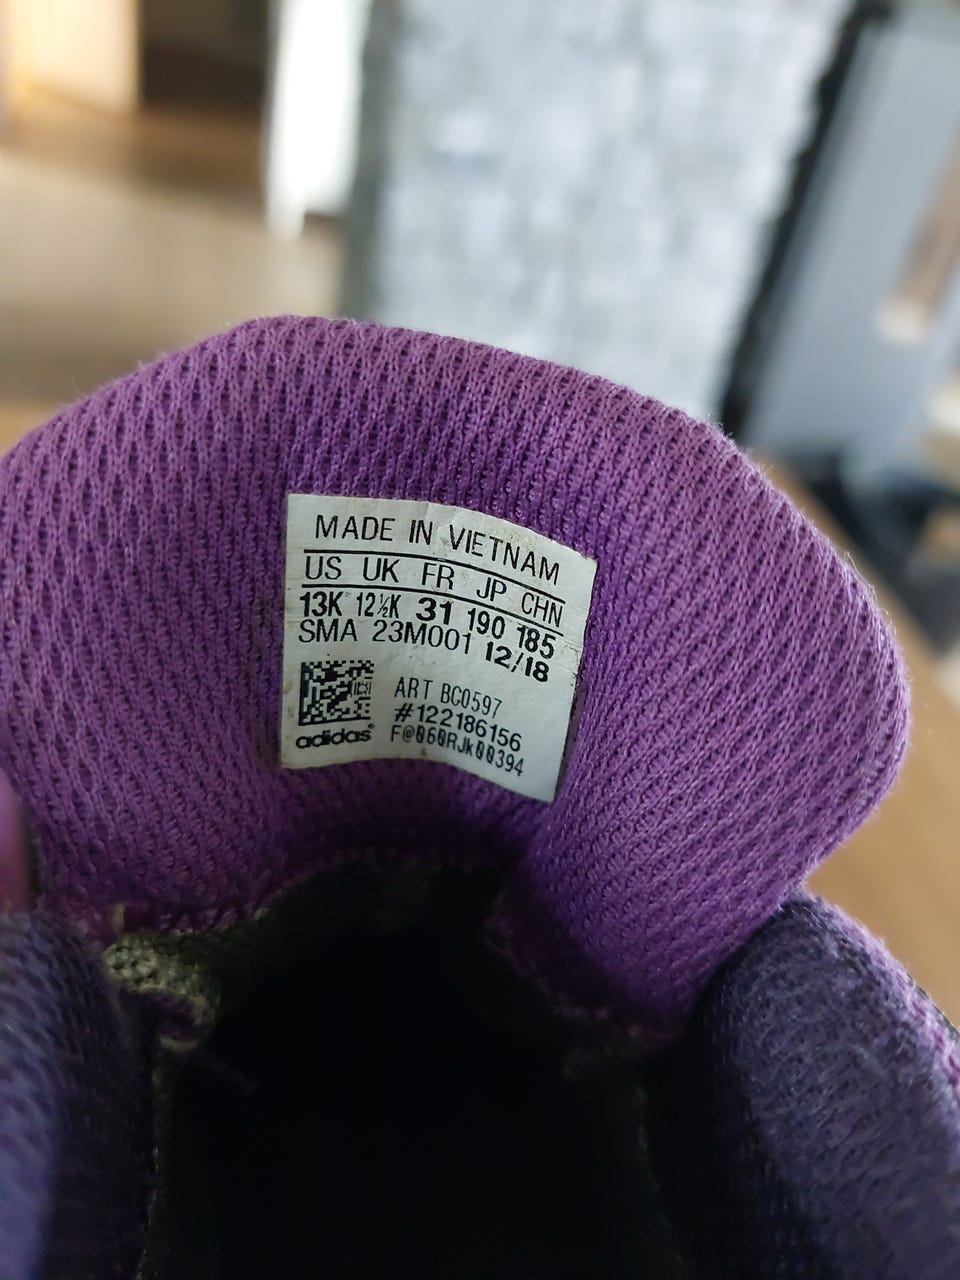 MADE IN VIETNAM
US UK FR JP CHN
13K 12½K 31 190 185
SMA 23M001 12/18
ART BC0597
#122186156
F@060RJk00394
adidas